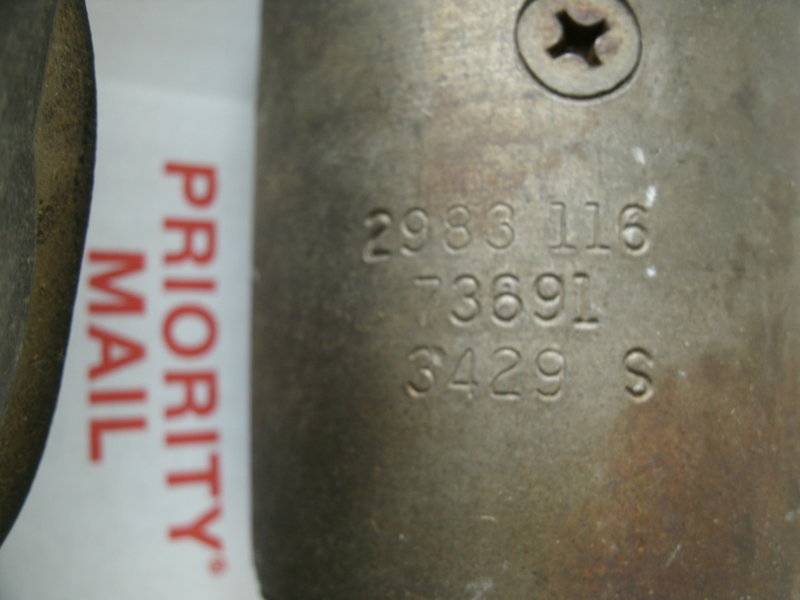 PRIORITY®
MAIL
2983 116
73691
3429 S